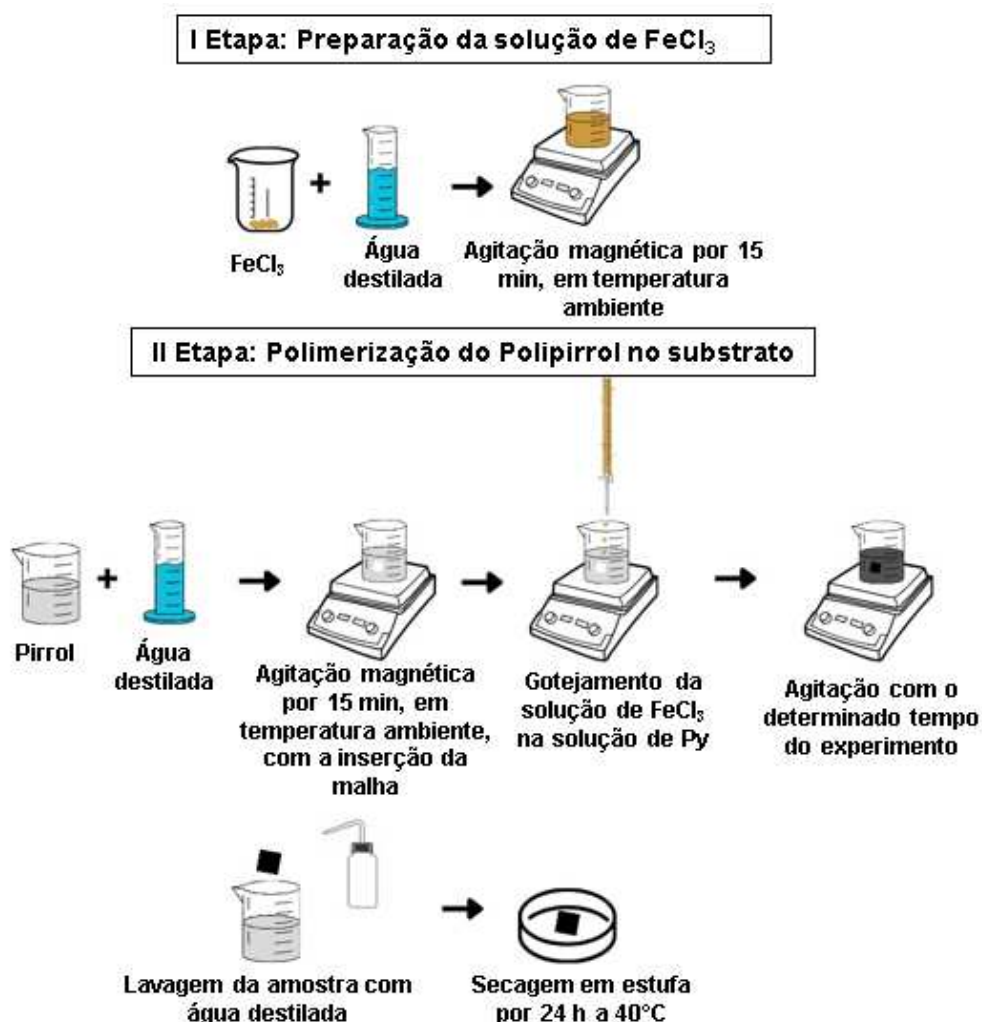 I Etapa: Preparação da solução de FeCl₃
FeCl₃
Água
destilada
Agitação magnética por 15
min, em temperatura
ambiente
II Etapa: Polimerização do Polipirrol no substrato
Pirrol
Água
destilada
Agitação magnética
por 15 min, em
temperatura ambiente,
com a inserção da
malha
Gotejamento da
solução de FeCl₃
na solução de Py
Agitação com o
determinado tempo
do experimento
Lavagem da amostra com
água destilada
Secagem em estufa
por 24 h a 40°C